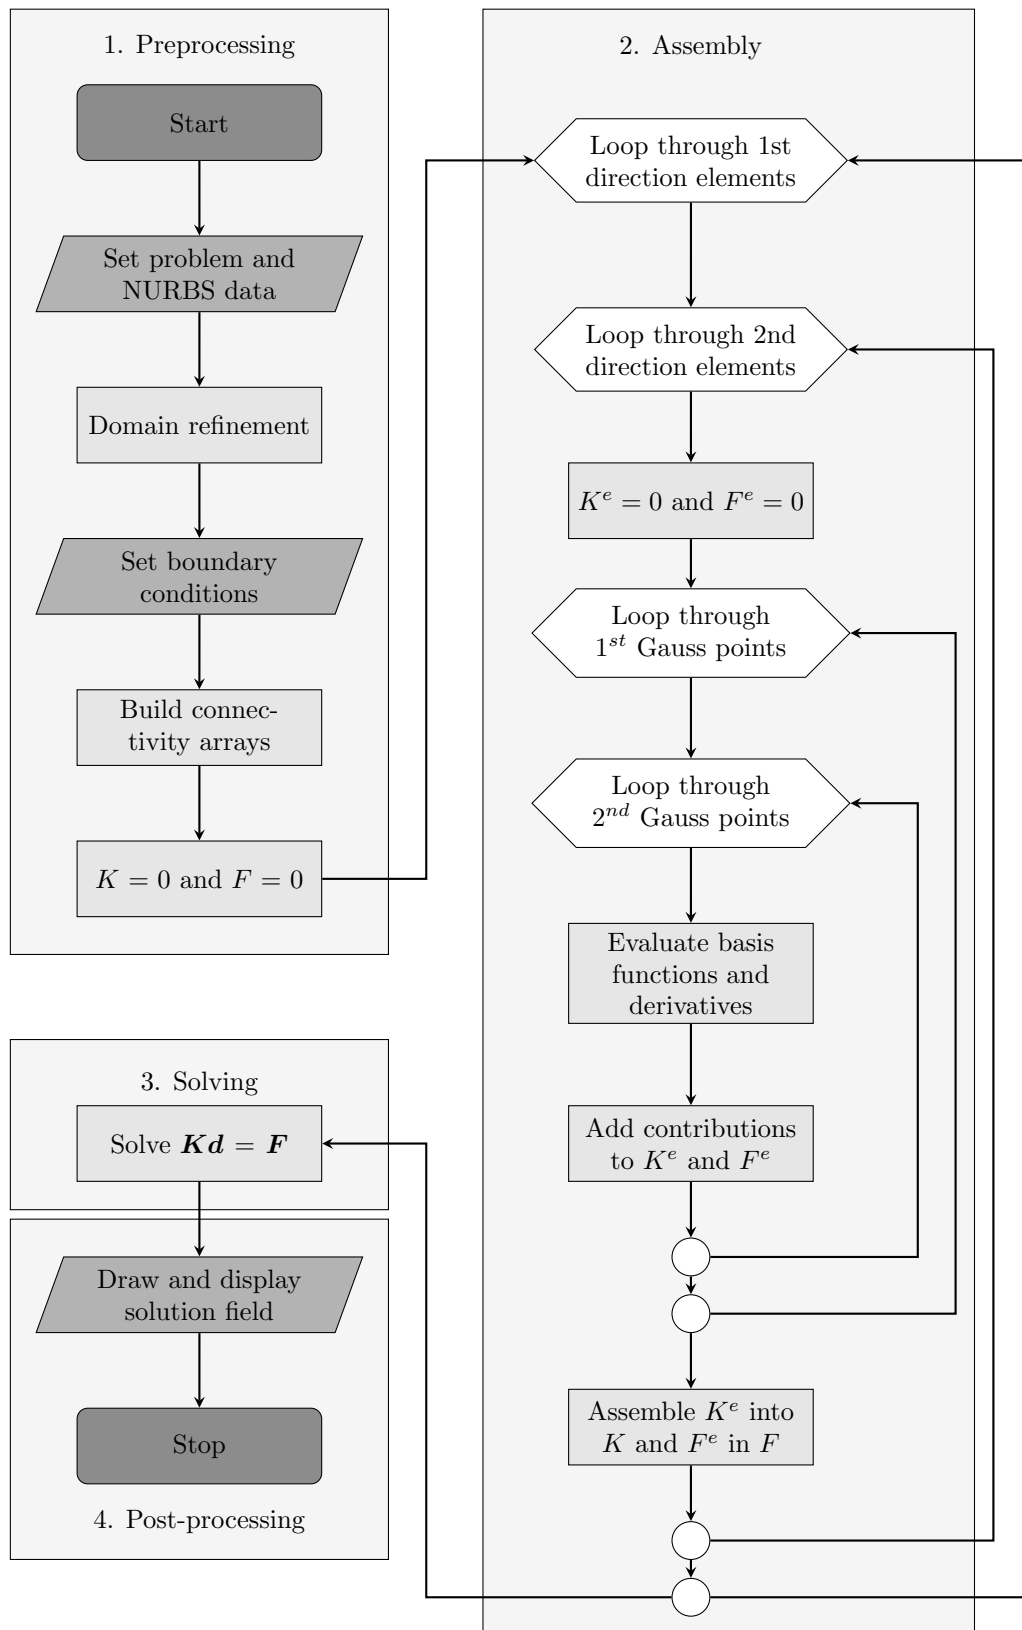 1. Preprocessing
Start
Set problem and
NURBS data
Domain refinement
Set boundary
conditions
Build connec-
tivity arrays
K = 0 and F = 0
2. Assembly
Loop through 1st
direction elements
Loop through 2nd
direction elements
K^e = 0 and F^e = 0
Loop through
1^st Gauss points
Loop through
2^nd Gauss points
Evaluate basis
functions and
derivatives
Add contributions
to K^e and F^e
Assemble K^e into
K and F^e in F
3. Solving
Solve Kd = F
Draw and display
solution field
Stop
4. Post-processing